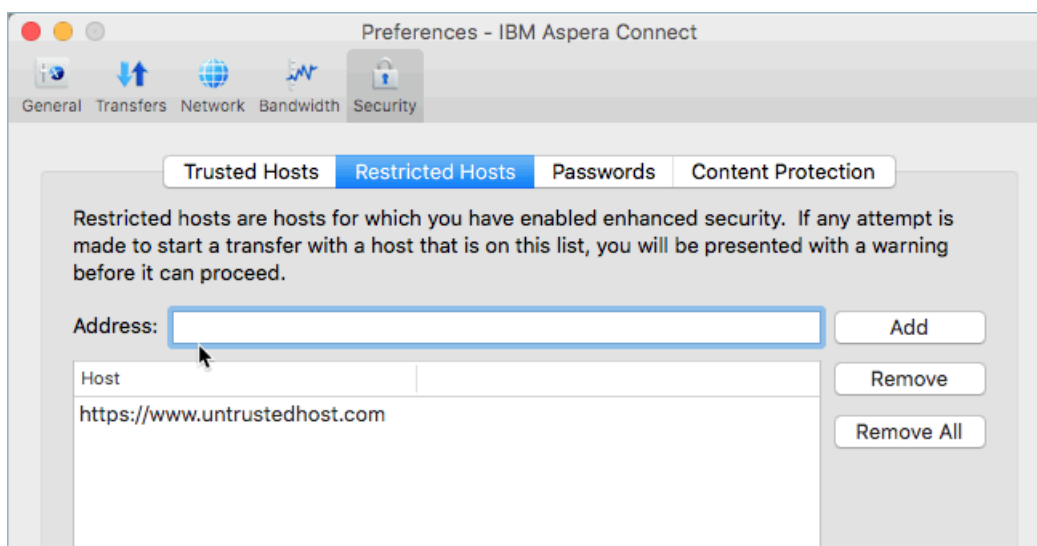 Preferences - IBM Aspera Connect
General Transfers Network Bandwidth Security
Trusted Hosts Restricted Hosts Passwords Content Protection
Restricted hosts are hosts for which you have enabled enhanced security.  If
any attempt is
made to start a transfer with a host that is on this list, you will be presented with a warning
before it can proceed.
Address: Add
Host Remove
https://www.untrustedhost.com
Remove All